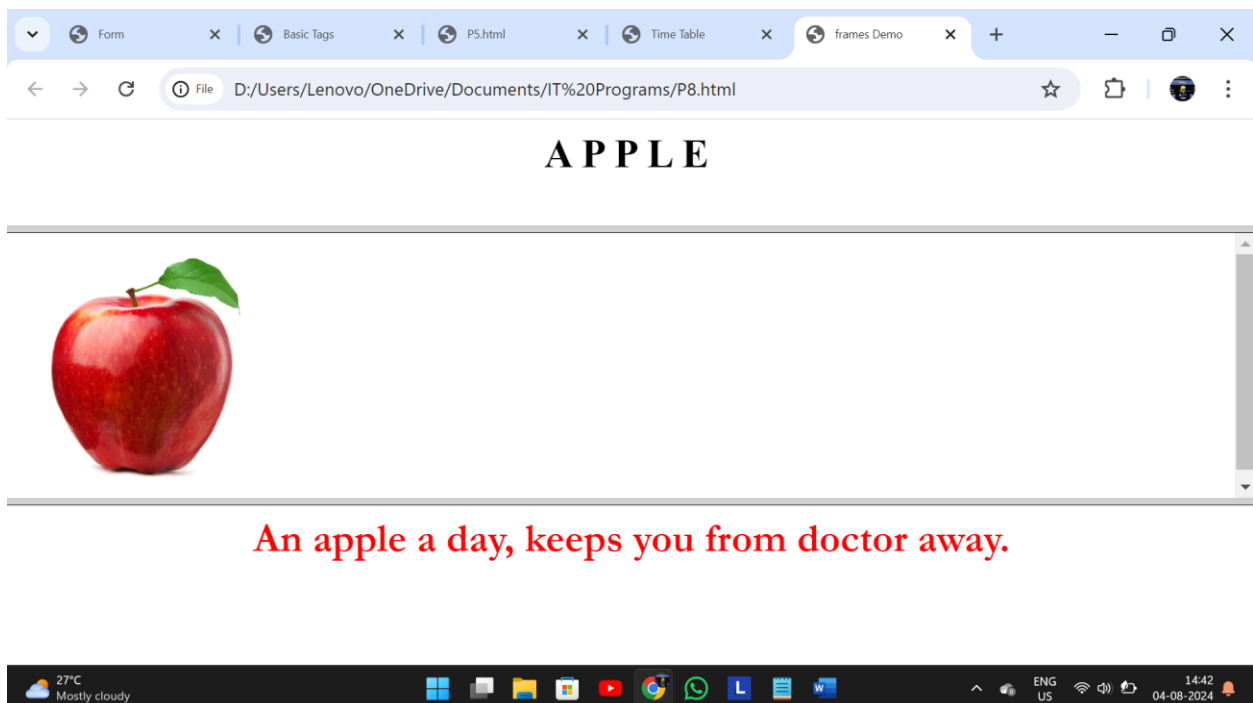 Form
Basic Tags
P5.html
Time Table
frames Demo
File D:/Users/Lenovo/OneDrive/Documents/IT%20Programs/P8.html
A P P L E
An apple a day, keeps you from doctor away.
27°C
Mostly cloudy
L
W
ENG
US
14:42
04-08-2024